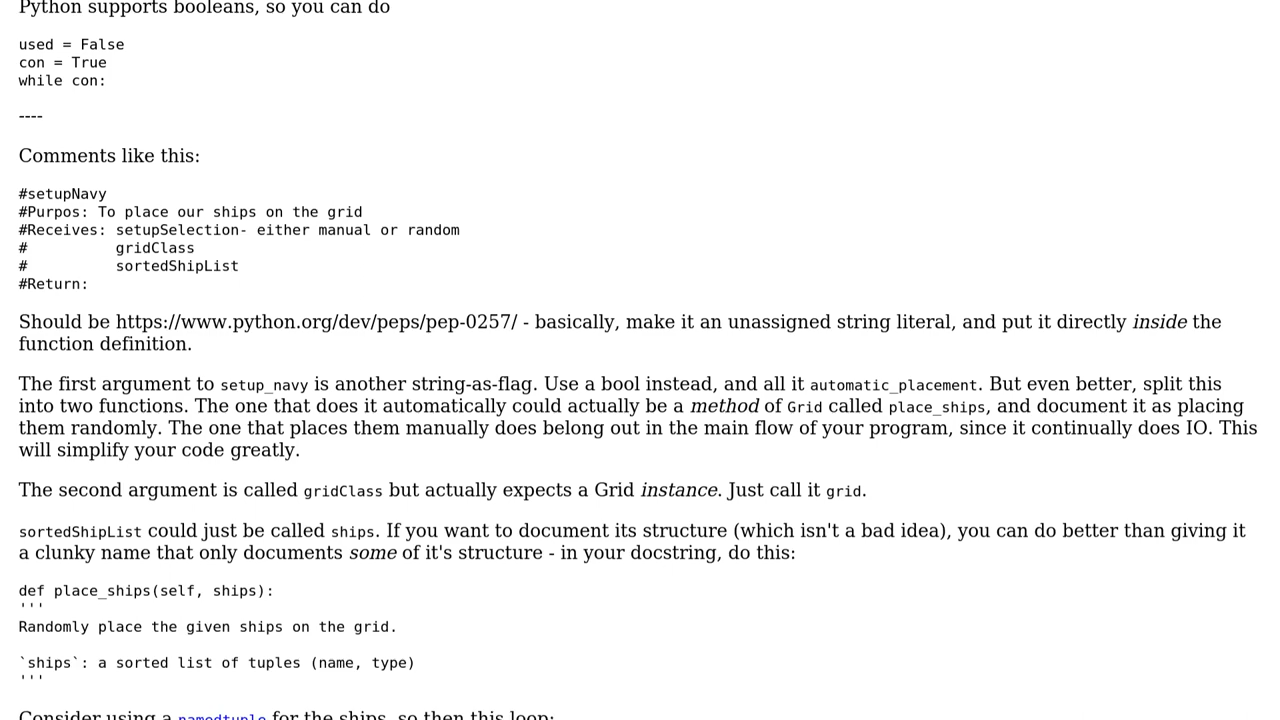 Python supports booleans, so you can do
used = False
con = True
while con:
----
Comments like this:
#setupNavy
#Purpos: To place our ships on the grid
#Receives: setupSelection- either manual or random
#          gridClass
#          sortedShipList
#Return:
Should be https://www.python.org/dev/peps/pep-0257/ - basically, make it an unassigned string literal, and put it directly inside the
function definition.
The first argument to setup_navy is another string-as-flag. Use a bool instead, and all it automatic_placement. But even better, split this
into two functions. The one that does it automatically could actually be a method of Grid called place_ships, and document it as placing
them randomly. The one that places them manually does belong out in the main flow of your program, since it continually does IO. This
will simplify your code greatly.
The second argument is called gridClass but actually expects a Grid instance. Just call it grid.
sortedShipList could just be called ships. If you want to document its structure (which isn't a bad idea), you can do better than giving it
a clunky name that only documents some of it's structure - in your docstring, do this:
def place_ships(self, ships):
'''
Randomly place the given ships on the grid.
`ships`: a sorted list of tuples (name, type)
'''
Consider using a namedtuple for the ships, so then this loop: